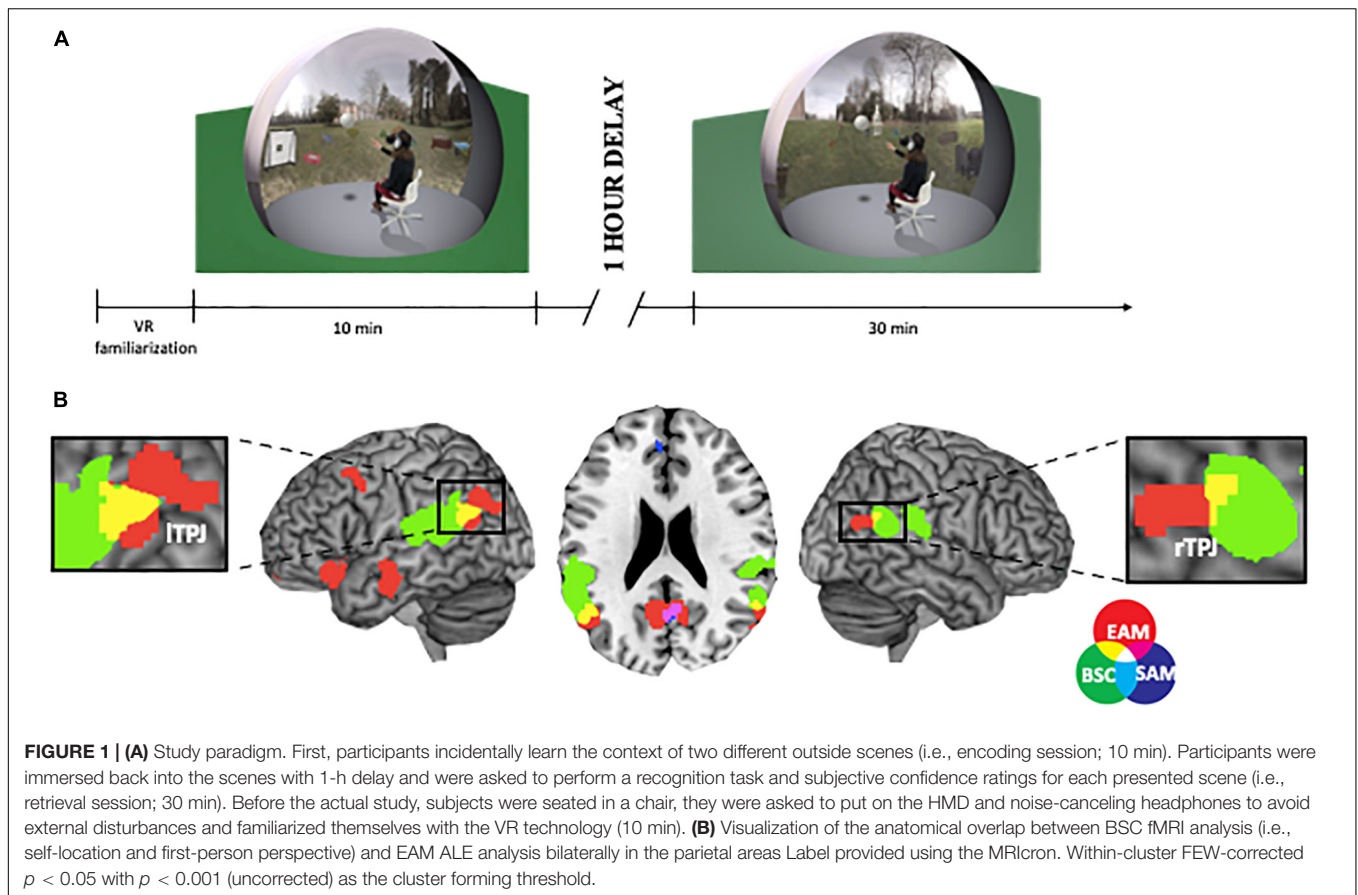 A
1 HOUR DELAY
VR
familiarization
10 min
30 min
B
lTPJ
rTPJ
EAM
BSC
SAM
FIGURE 1 | (A) Study paradigm. First, participants incidentally learn the context of two different outside scenes (i.e., encoding session; 10 min). Participants were
immersed back into the scenes with 1-h delay and were asked to perform a recognition task and subjective confidence ratings for each presented scene (i.e.,
retrieval session; 30 min). Before the actual study, subjects were seated in a chair, they were asked to put on the HMD and noise-canceling headphones to avoid
external disturbances and familiarized themselves with the VR technology (10 min). (B) Visualization of the anatomical overlap between BSC fMRI analysis (i.e.,
self-location and first-person perspective) and EAM ALE analysis bilaterally in the parietal areas Label provided using the MRIcron. Within-cluster FEW-corrected
p < 0.05 with p < 0.001 (uncorrected) as the cluster forming threshold.